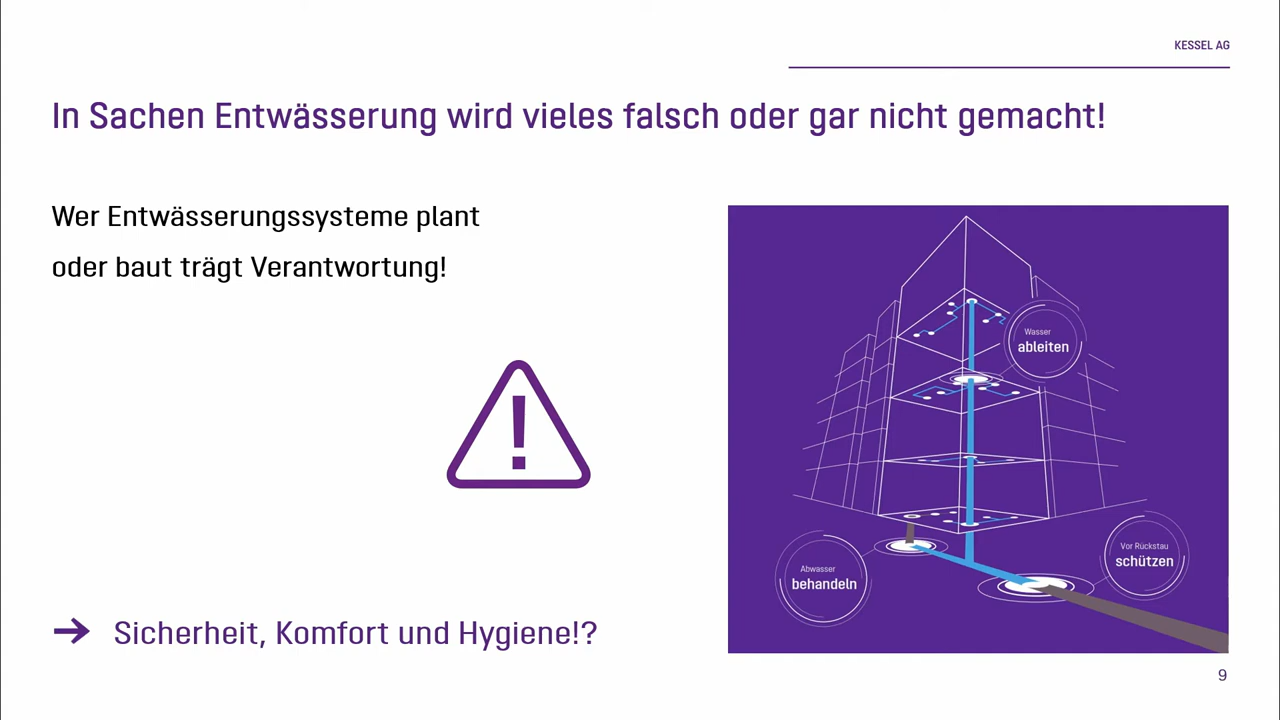 KESSEL AG
In Sachen Entwässerung wird vieles falsch oder gar nicht gemacht!
Wer Entwässerungssysteme plant
oder baut trägt Verantwortung!
Wasser
ableiten
Abwasser
behandeln
Vor Rückstau
schützen
→ Sicherheit, Komfort und Hygiene!?
9